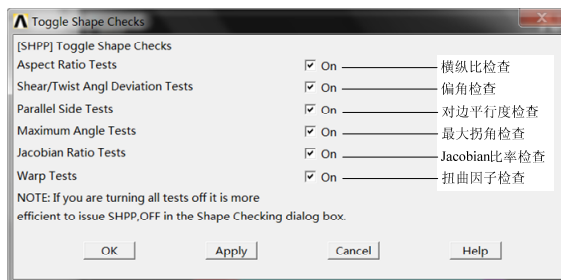 Toggle Shape Checks
[SHPP] Toggle Shape Checks
Aspect Ratio Tests On 横纵比检查
Shear/Twist Angl Deviation Tests On 偏角检查
Parallel Side Tests On 对边平行度检查
Maximum Angle Tests On 最大拐角检查
Jacobian Ratio Tests On Jacobian比率检查
Warp Tests On 扭曲因子检查
NOTE: If you are turning all tests off it is more
efficient to issue SHPP,OFF in the Shape Checking dialog box.
OK Apply Cancel Help